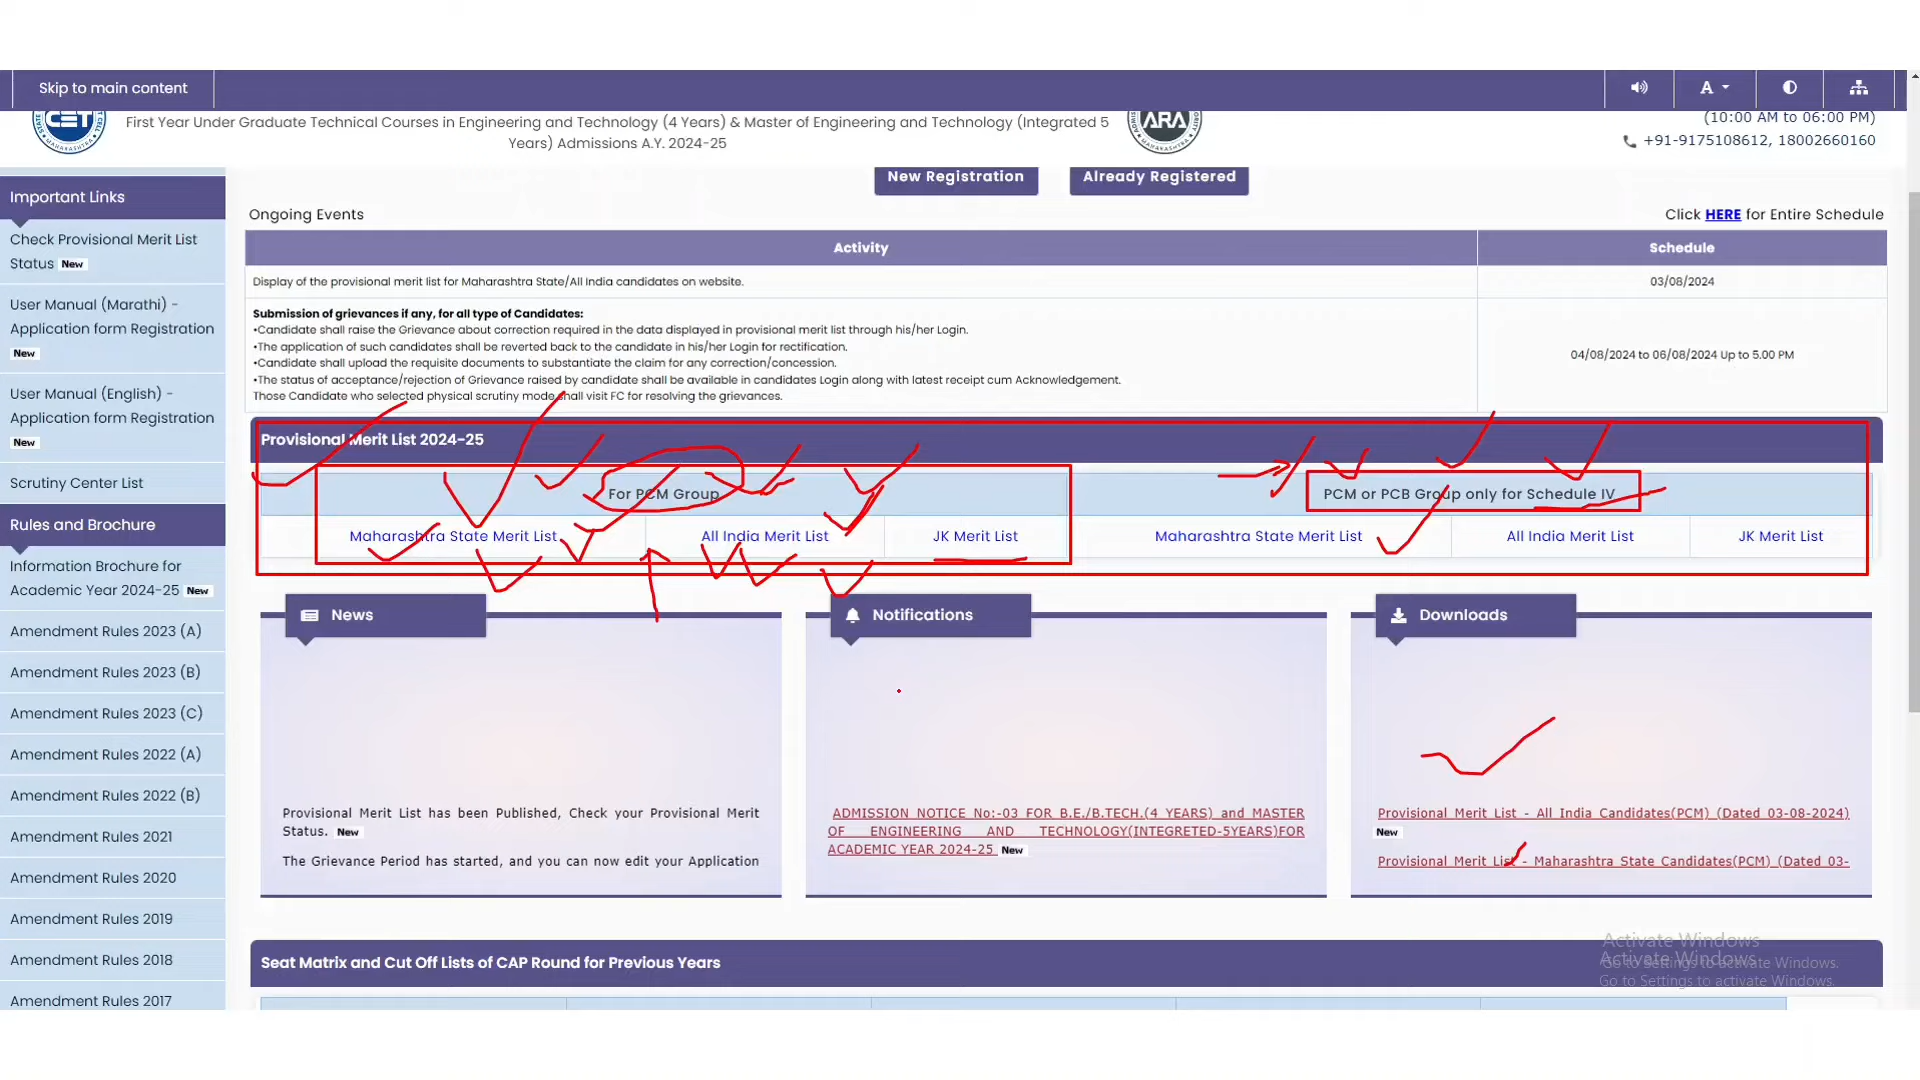 Skip to main content
A
CET
First Year Under Graduate Technical Courses in Engineering and Technology (4 Years) & Master of Engineering and Technology (Integrated 5
Years) Admissions A.Y. 2024-25
ARA
(10:00 AM to 06:00 PM)
+91-9175108612, 18002660160
New Registration
Already Registered
Important Links
Check Provisional Merit List
Status New
User Manual (Marathi) -
Application form Registration
New
User Manual (English) -
Application form Registration
New
Scrutiny Center List
Rules and Brochure
Information Brochure for
Academic Year 2024-25 New
Amendment Rules 2023 (A)
Amendment Rules 2023 (B)
Amendment Rules 2023 (C)
Amendment Rules 2022 (A)
Amendment Rules 2022 (B)
Amendment Rules 2021
Amendment Rules 2020
Amendment Rules 2019
Amendment Rules 2018
Amendment Rules 2017
Ongoing Events
Click HERE for Entire Schedule
Activity
Schedule
Display of the provisional merit list for Maharashtra State/All India candidates on website.
03/08/2024
Submission of grievances if any, for all type of Candidates:
•Candidate shall raise the Grievance about correction required in the data displayed in provisional merit list through his/her Login.
•The application of such candidates shall be reverted back to the candidate in his/her Login for rectification.
•Candidate shall upload the requisite documents to substantiate the claim for any correction/concession.
•The status of acceptance/rejection of Grievance raised by candidate shall be available in candidates Login along with latest receipt cum Acknowledgement.
Those Candidate who selected physical scrutiny mode shall visit FC for resolving the grievances.
04/08/2024 to 06/08/2024 Up to 5.00 PM
Provisional Merit List 2024-25
For PCM Group
PCM or PCB Group only for Schedule IV
Maharashtra State Merit List
All India Merit List
JK Merit List
Maharashtra State Merit List
All India Merit List
JK Merit List
News
Provisional Merit List has been Published, Check your Provisional Merit
Status. New
The Grievance Period has started, and you can now edit your Application
Notifications
ADMISSION NOTICE No:-03 FOR B.E./B.TECH.(4 YEARS) and MASTER
OF ENGINEERING AND TECHNOLOGY(INTEGRETED-5YEARS)FOR
ACADEMIC YEAR 2024-25 New
Downloads
Provisional Merit List - All India Candidates(PCM) (Dated 03-08-2024)
New
Provisional Merit List - Maharashtra State Candidates(PCM) (Dated 03-
Seat Matrix and Cut Off Lists of CAP Round for Previous Years
Activate Windows
Activate Windows
Go to Settings to activate Windows.
Go to Settings to activate Windows.